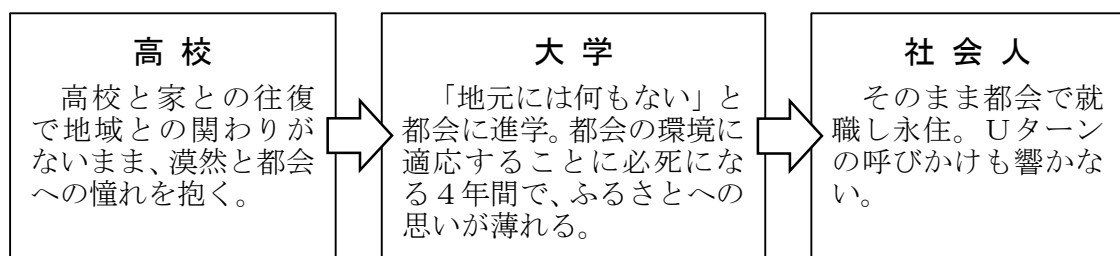 高校
高校と家との往復
で地域との関わりが
ないまま、漠然と都会
への憧れを抱く。
大学
「地元には何もない」と
都会に進学。都会の環境に
適応することに必死にな
る4年間で、ふるさとへの
思いが薄れる。
社会人
そのまま都会で就
職し永住。Uターン
の呼びかけも響かな
い。